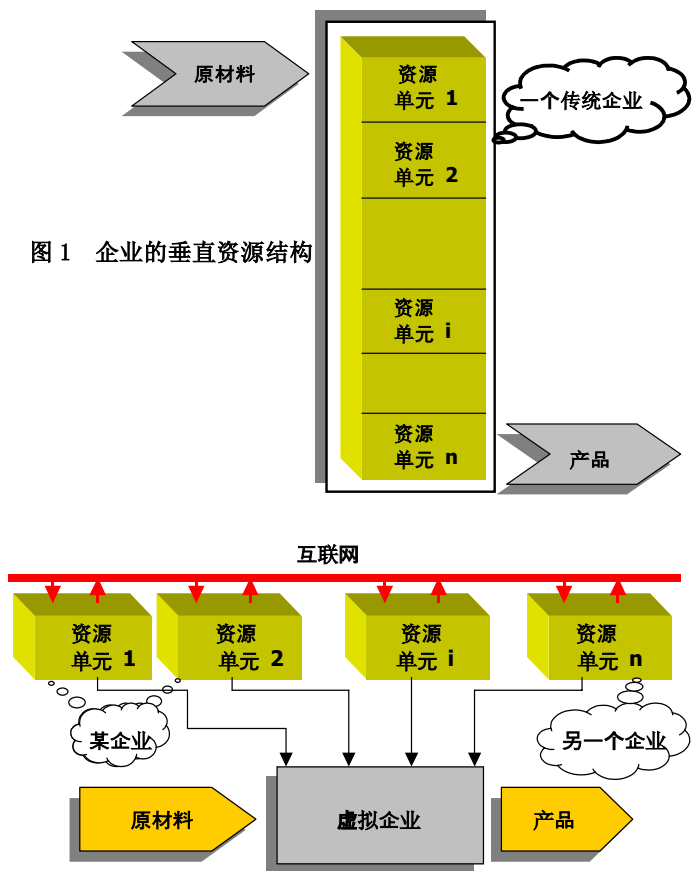 原材料
资源
单元 1
一个传统企业
资源
单元 2
图 1 企业的垂直资源结构
资源
单元 i
资源
单元 n
产品
互联网
资源
单元 1
资源
单元 2
资源
单元 i
资源
单元 n
某企业
另一个企业
原材料
虚拟企业
产品